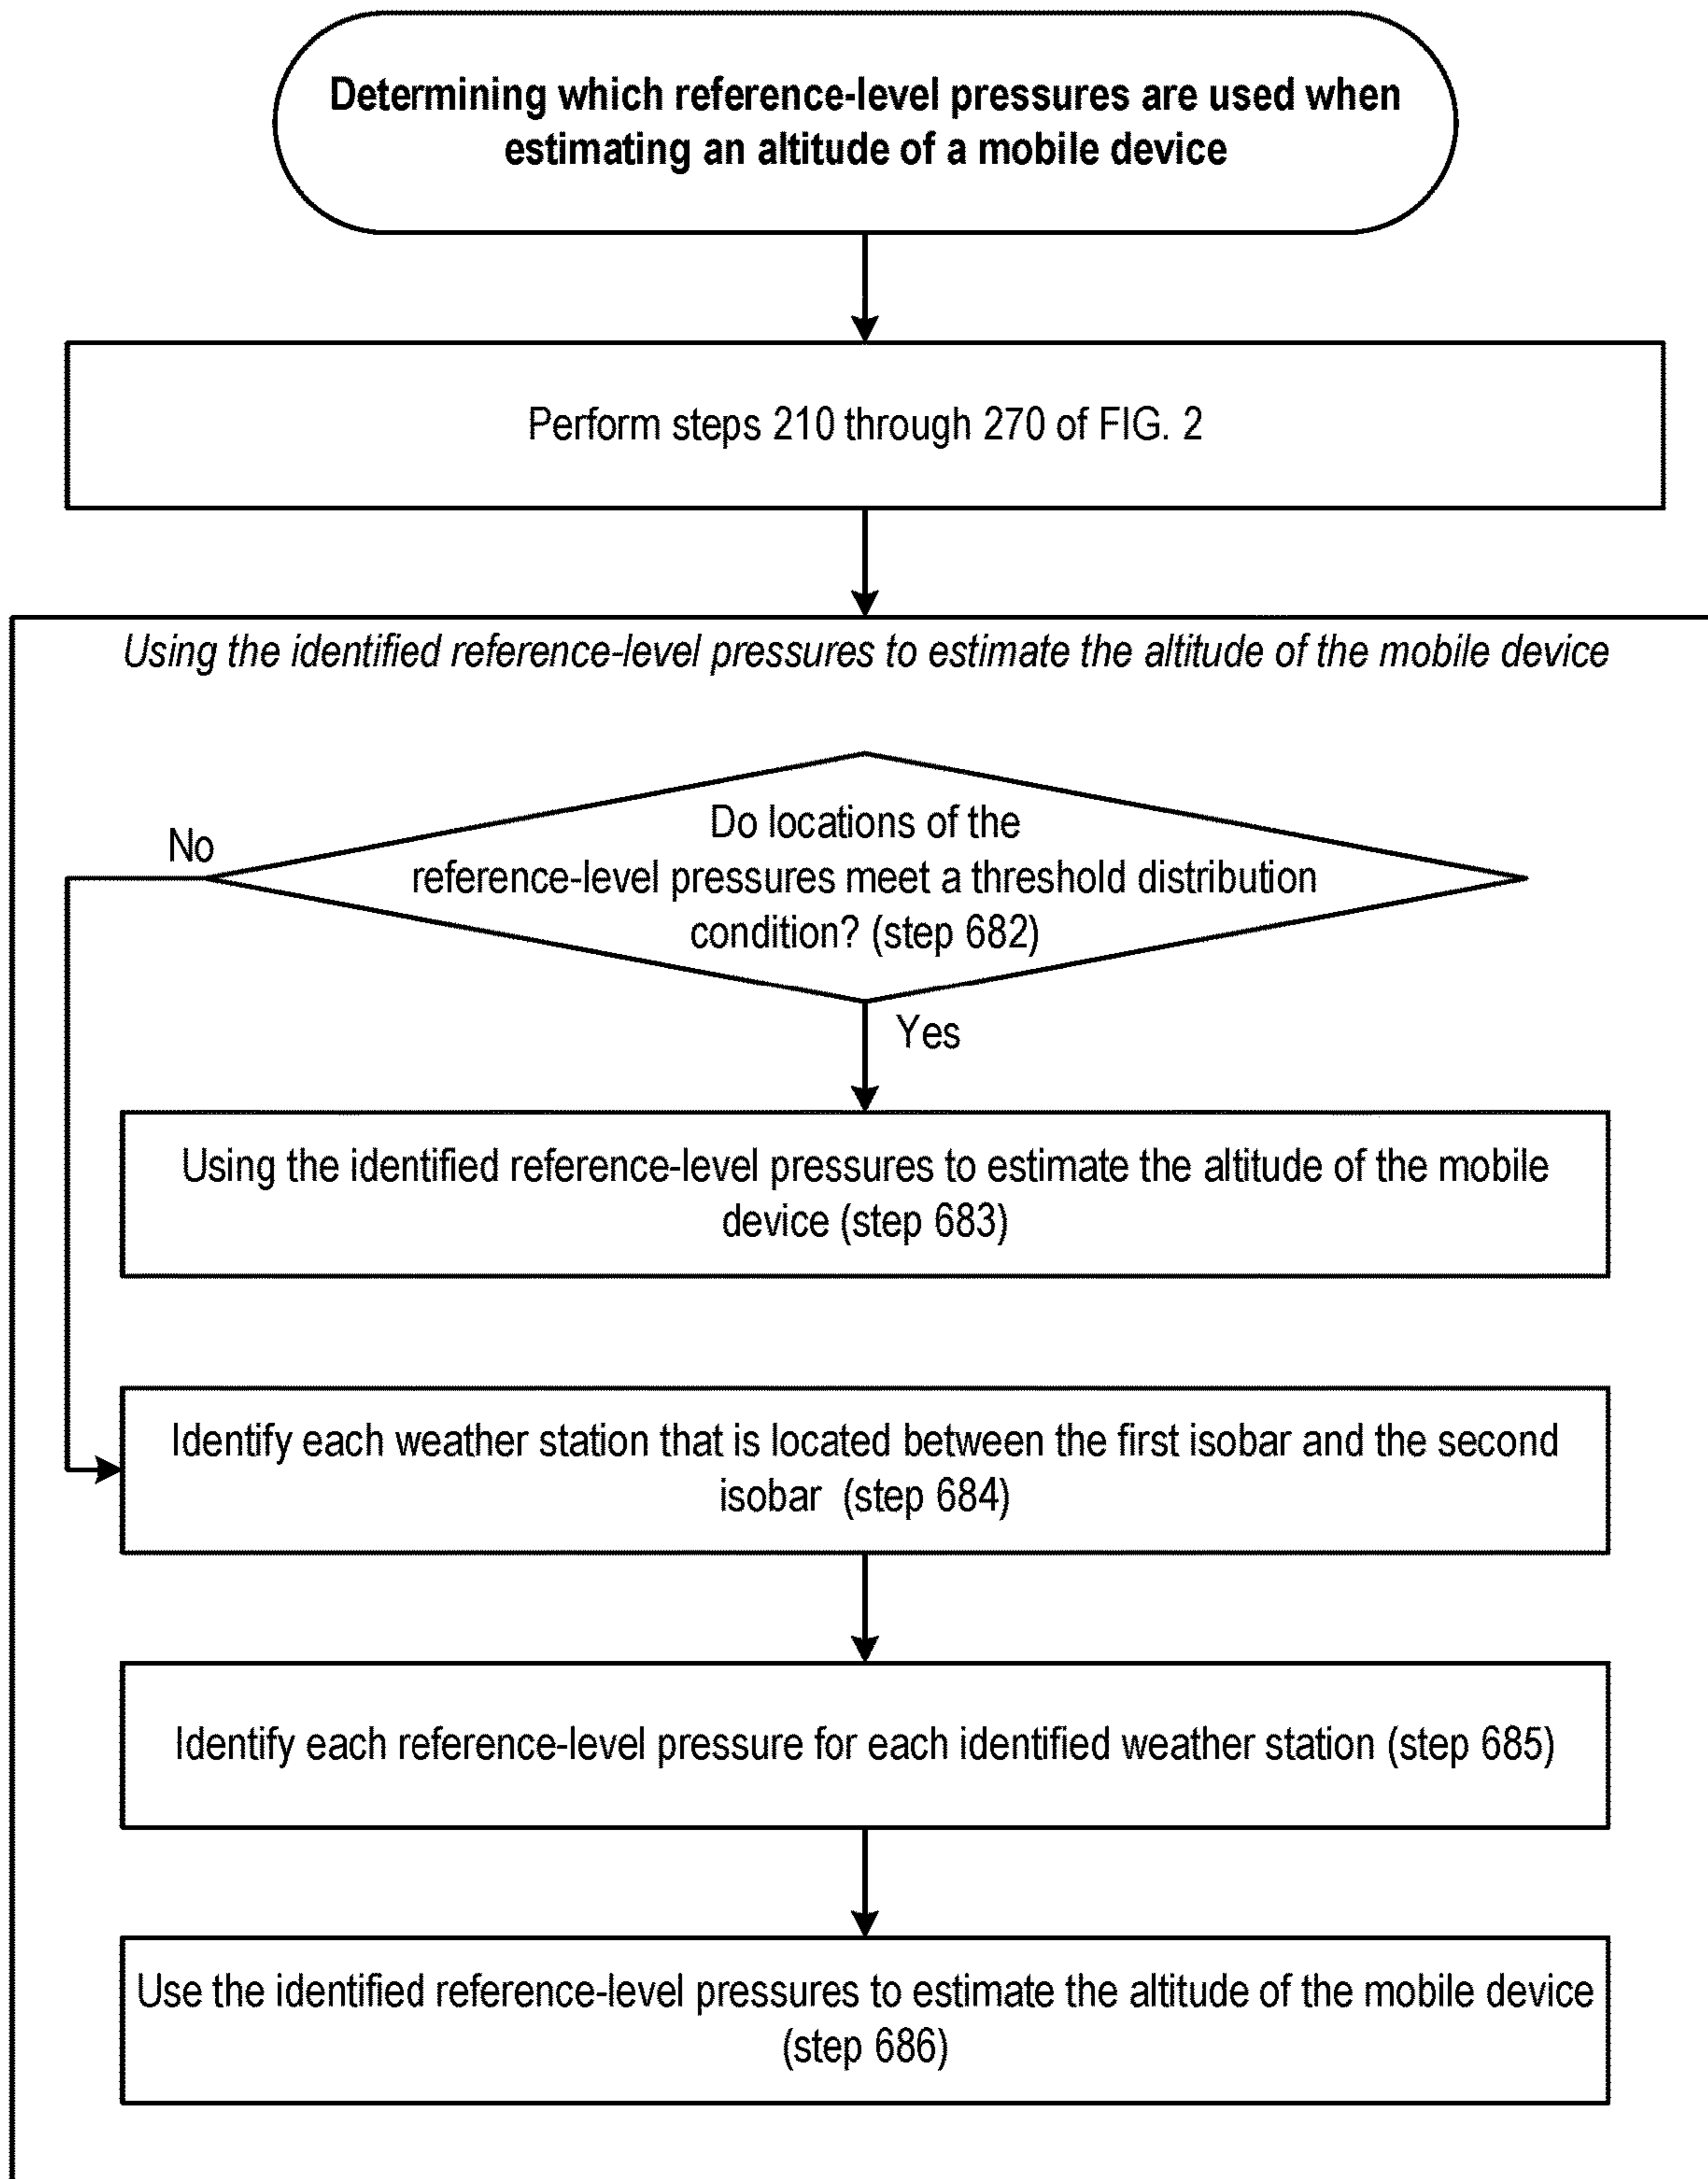 Determining which reference-level pressures are used when
estimating an altitude of a mobile device
Perform steps 210 through 270 of FIG. 2
Using the identified reference-level pressures to estimate the altitude of the mobile device
Do locations of the
reference-level pressures meet a threshold distribution
condition? (step 682)
No
Yes
Using the identified reference-level pressures to estimate the altitude of the mobile
device (step 683)
Identify each weather station that is located between the first isobar and the second
isobar (step 684)
Identify each reference-level pressure for each identified weather station (step 685)
Use the identified reference-level pressures to estimate the altitude of the mobile device
(step 686)